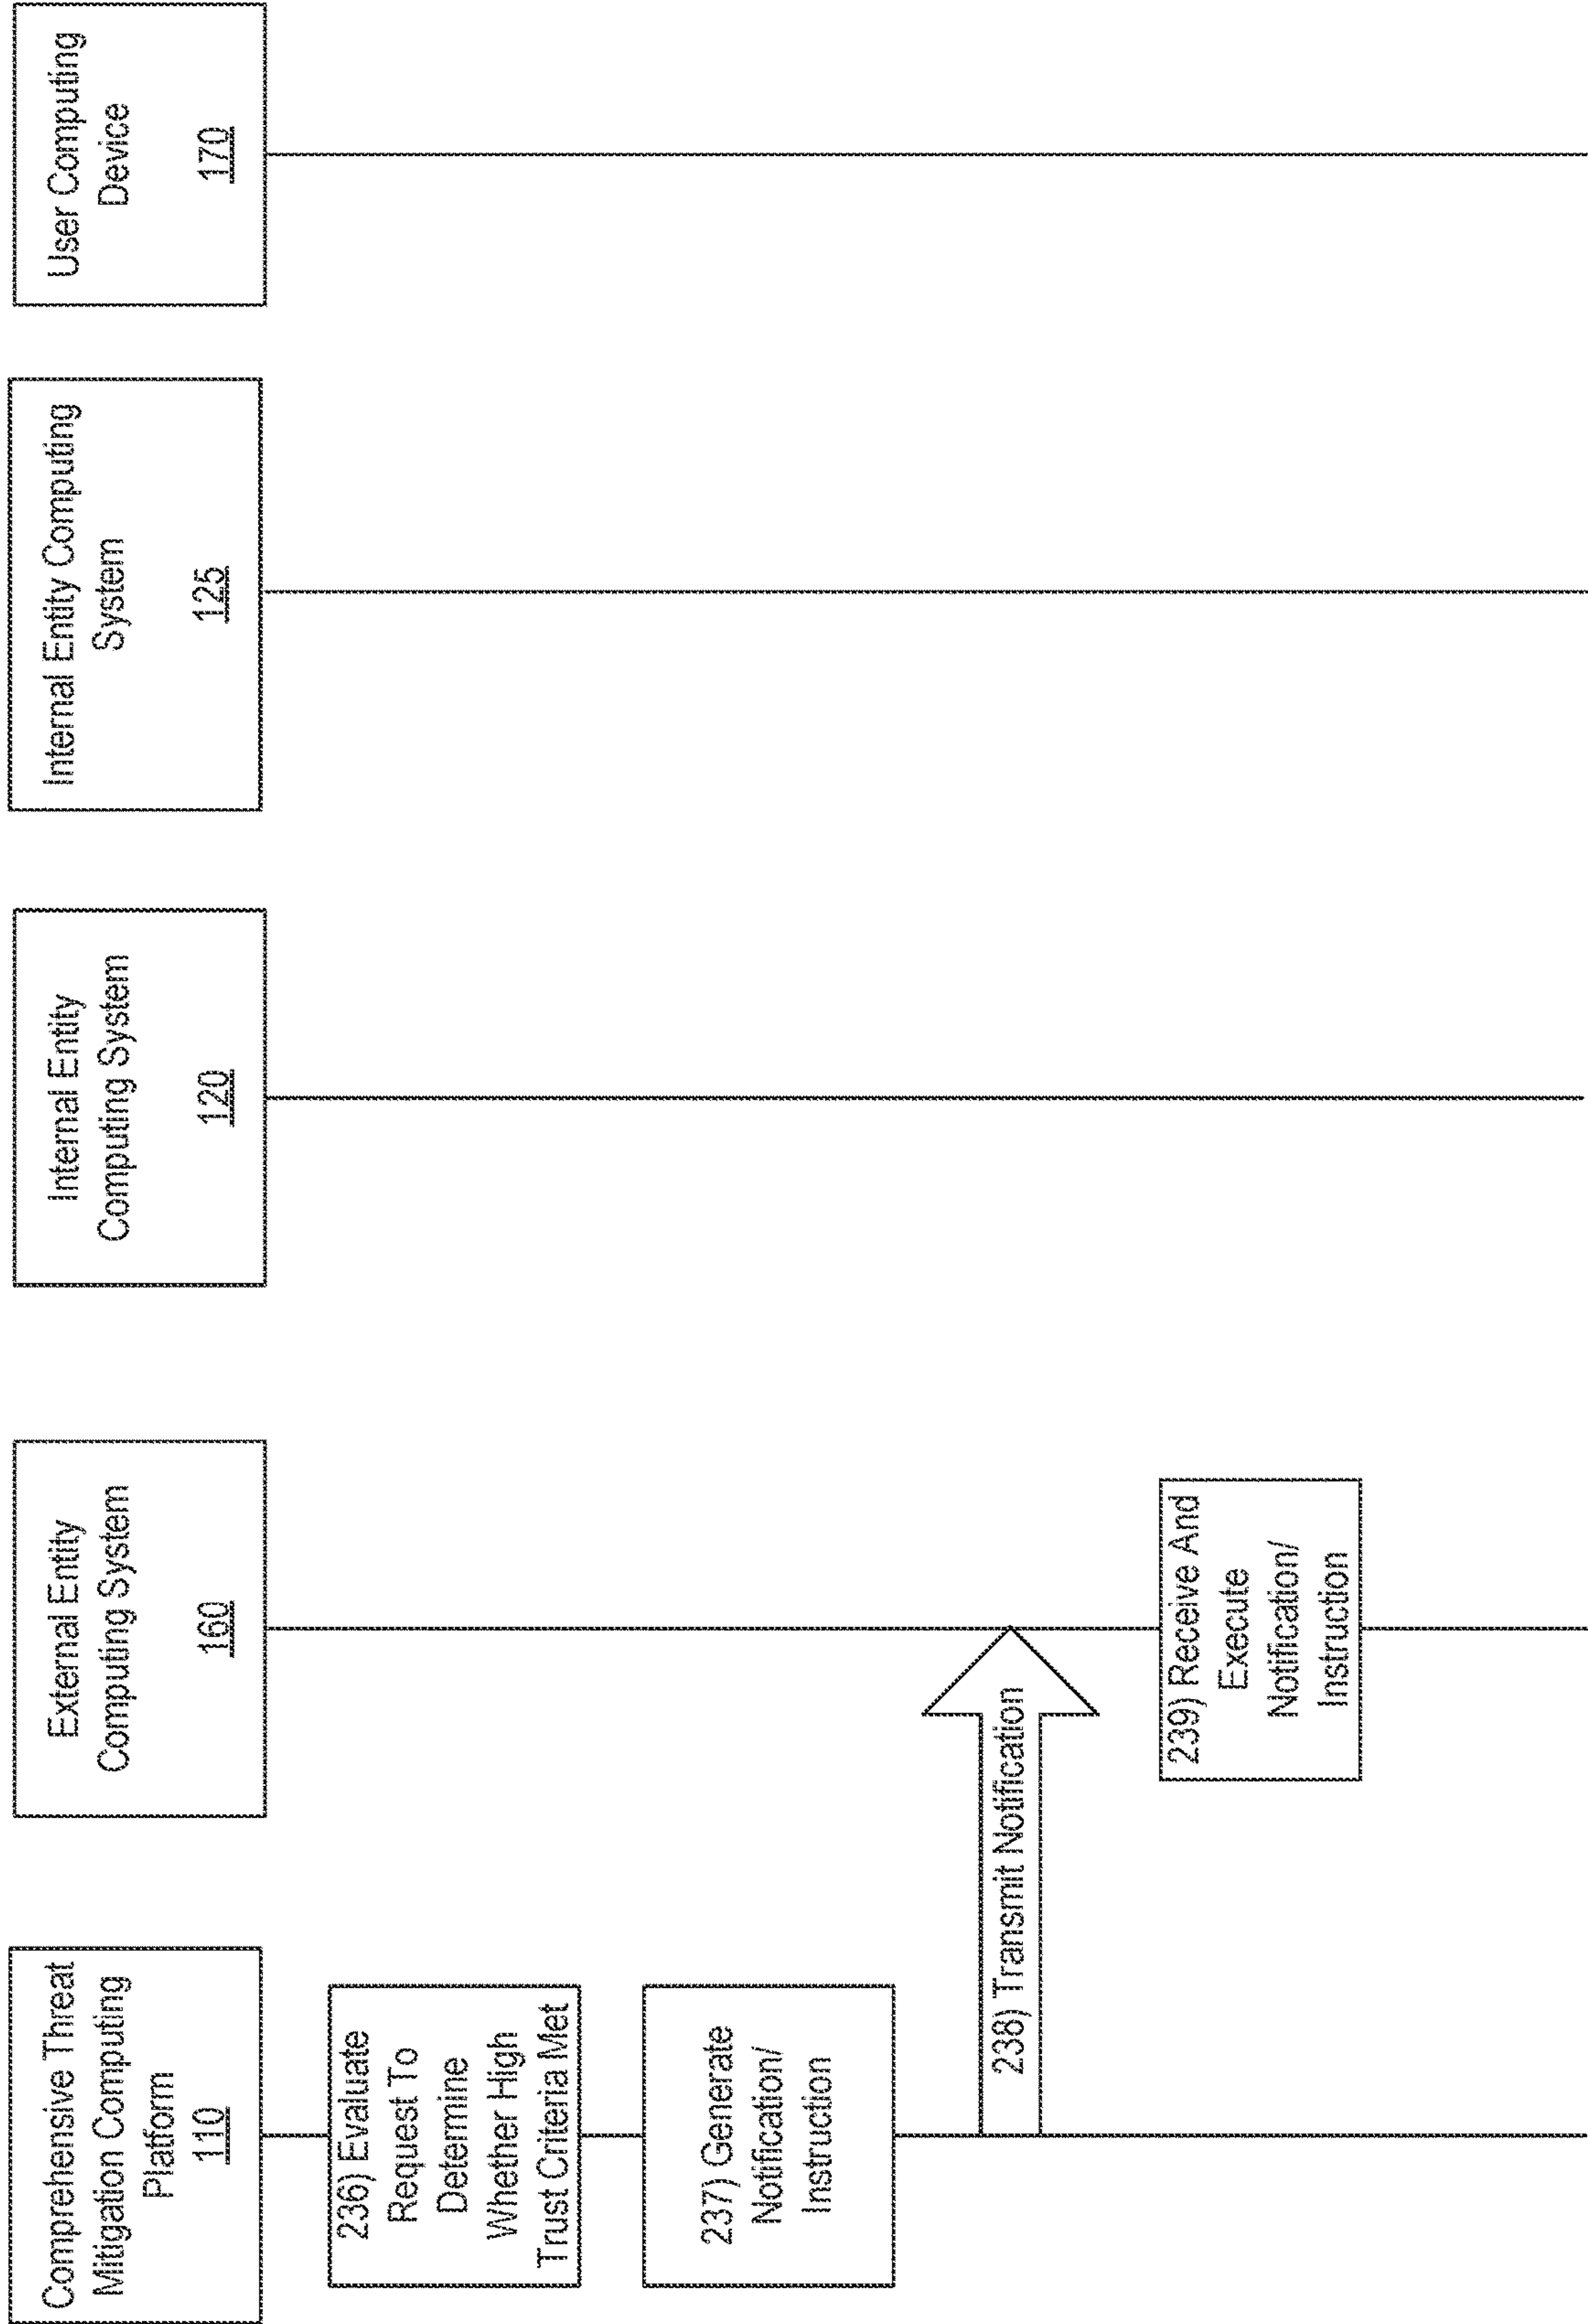 Comprehensive Threat
Mitigation Computing
Platform
110
External Entity
Computing System
160
Internal Entity
Computing System
120
Internal Entity Computing
System
125
User Computing
Device
170
236) Evaluate
Request To
Determine
Whether High
Trust Criteria Met
237) Generate
Notification/
Instruction
238) Transmit Notification
239) Receive And
Execute
Notification/
Instruction